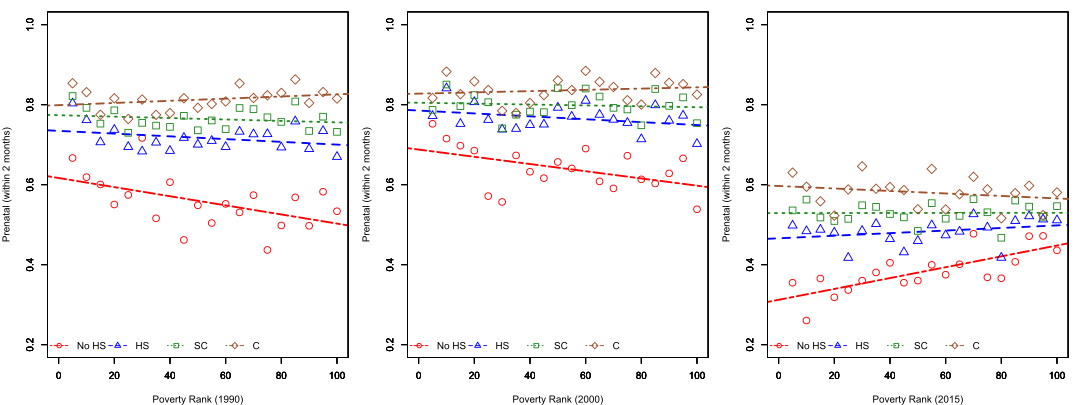 Prenatal (within 2 months)
1.0
0.8
0.6
0.4
0.2
No HS HS SC C
0 20 40 60 80 100
Poverty Rank (1990)
Prenatal (within 2 months)
1.0
0.8
0.6
0.4
0.2
No HS HS SC C
0 20 40 60 80 100
Poverty Rank (2000)
Prenatal (within 2 months)
1.0
0.8
0.6
0.4
0.2
No HS HS SC C
0 20 40 60 80 100
Poverty Rank (2015)